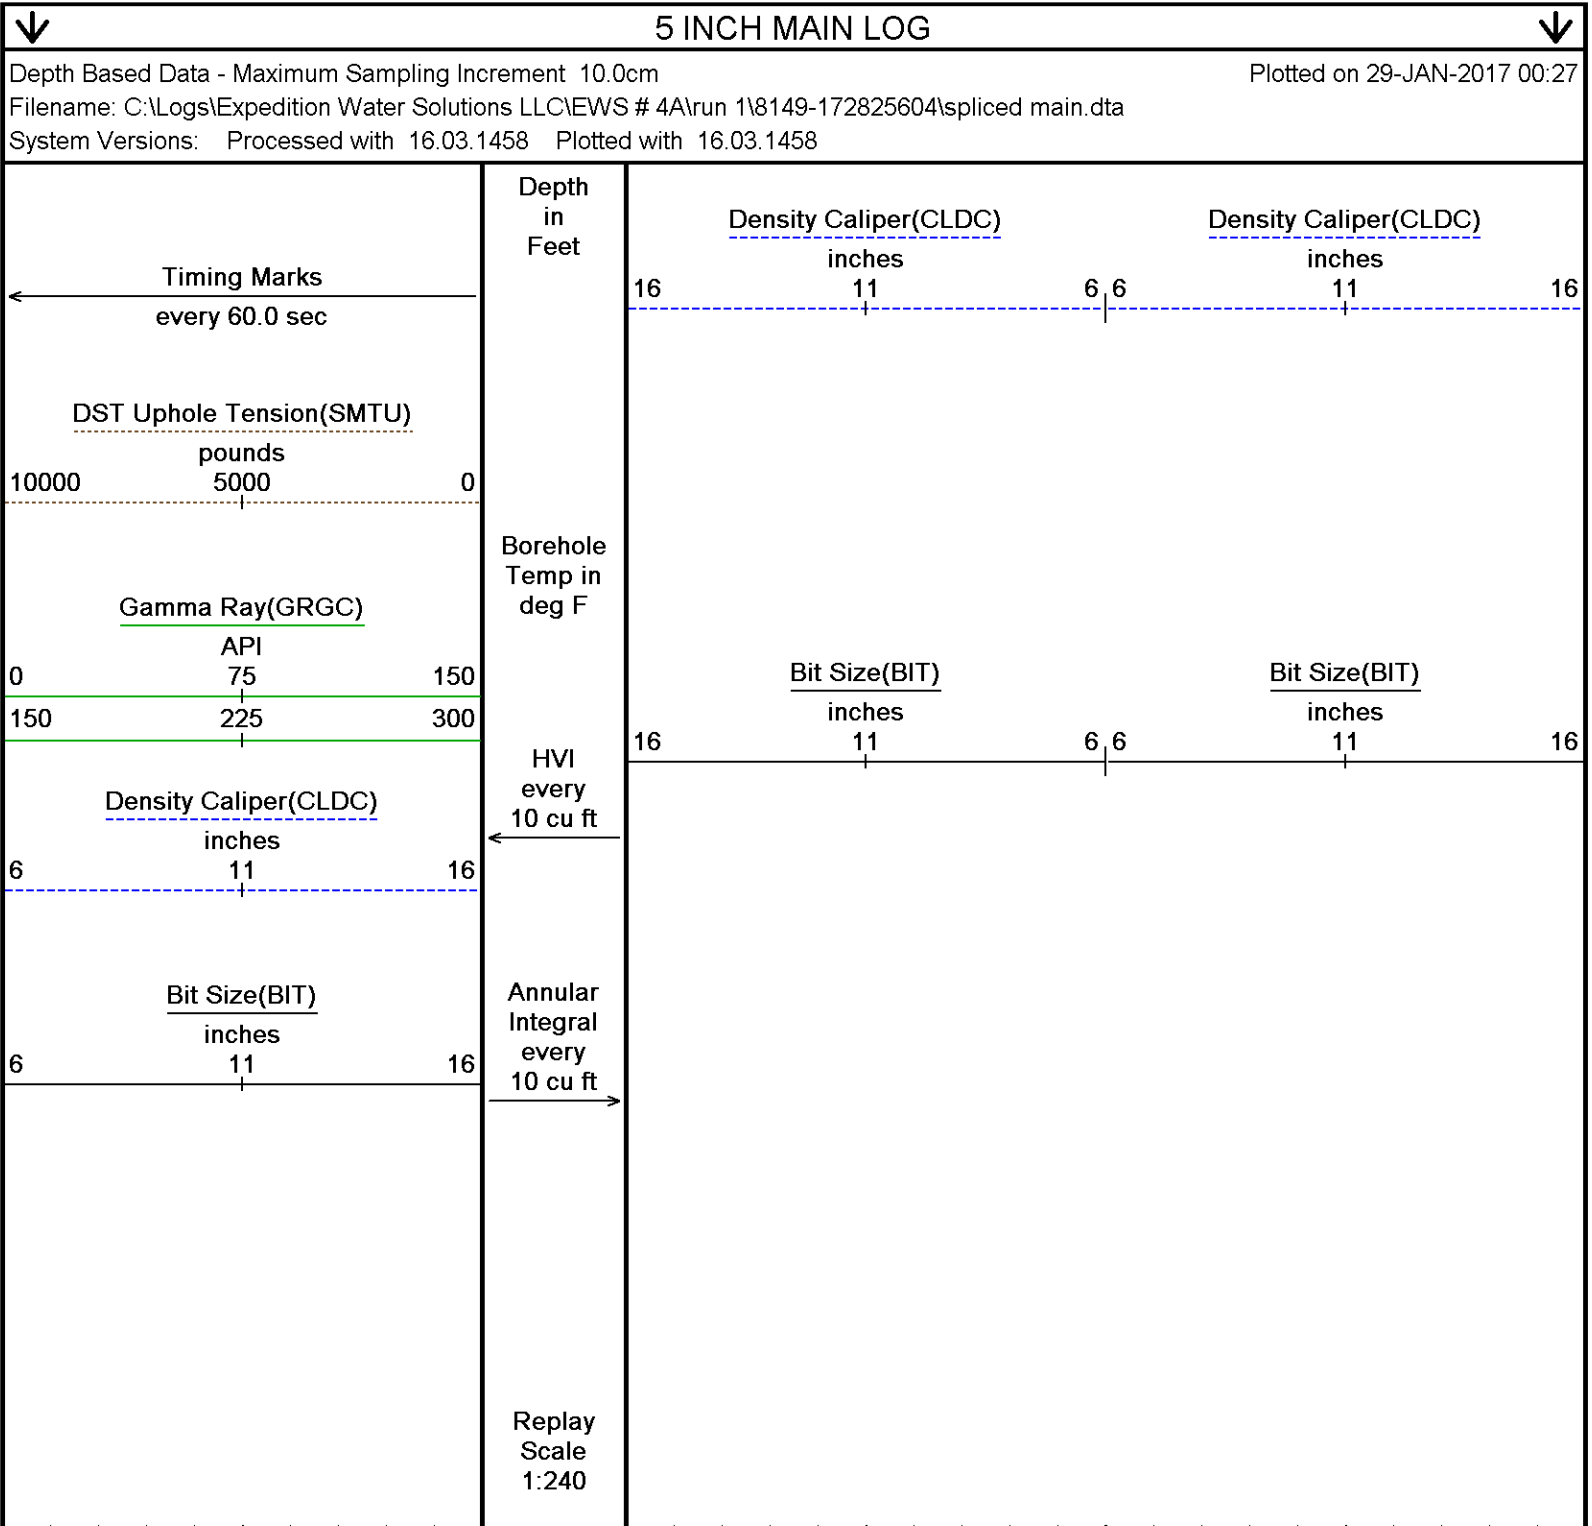 5 INCH MAIN LOG
Depth Based Data - Maximum Sampling Increment 10.0cm
Plotted on 29-JAN-2017 00:27
Filename: C:\Logs\Expedition Water Solutions LLC\EWS # 4A\run 1\8149-172825604\spliced main.dta
System Versions: Processed with 16.03.1458 Plotted with 16.03.1458
Timing Marks
every 60.0 sec
DST Uphole Tension(SMTU)
pounds
10000 5000 0
Gamma Ray(GRGC)
API
0 75 150
150 225 300
Density Caliper(CLDC)
inches
6 11 16
Bit Size(BIT)
inches
6 11 16
Depth
in
Feet
Borehole
Temp in
deg F
HVI
every
10 cu ft
Annular
Integral
every
10 cu ft
Replay
Scale
1:240
Density Caliper(CLDC)
inches
16 11 6
Density Caliper(CLDC)
inches
6 11 16
Bit Size(BIT)
inches
16 11 6
Bit Size(BIT)
inches
6 11 16